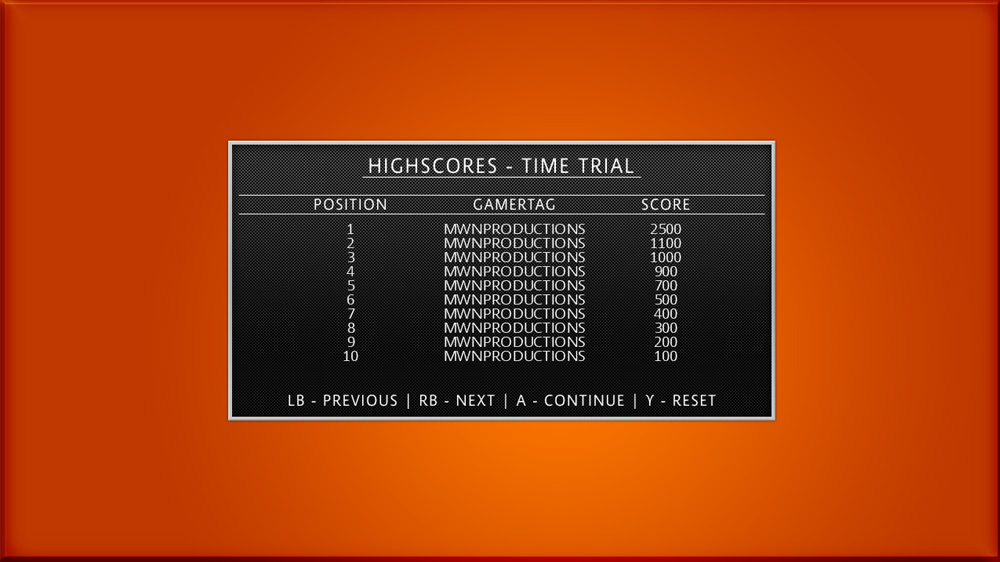 HIGHSCORES - TIME TRIAL
POSITION GAMERTAG SCORE
1 MWNPRODUCTIONS 2500
2 MWNPRODUCTIONS 1100
3 MWNPRODUCTIONS 1000
4 MWNPRODUCTIONS 900
5 MWNPRODUCTIONS 700
6 MWNPRODUCTIONS 500
7 MWNPRODUCTIONS 400
8 MWNPRODUCTIONS 300
9 MWNPRODUCTIONS 200
10 MWNPRODUCTIONS 100
LB - PREVIOUS | RB - NEXT | A - CONTINUE | Y - RESET